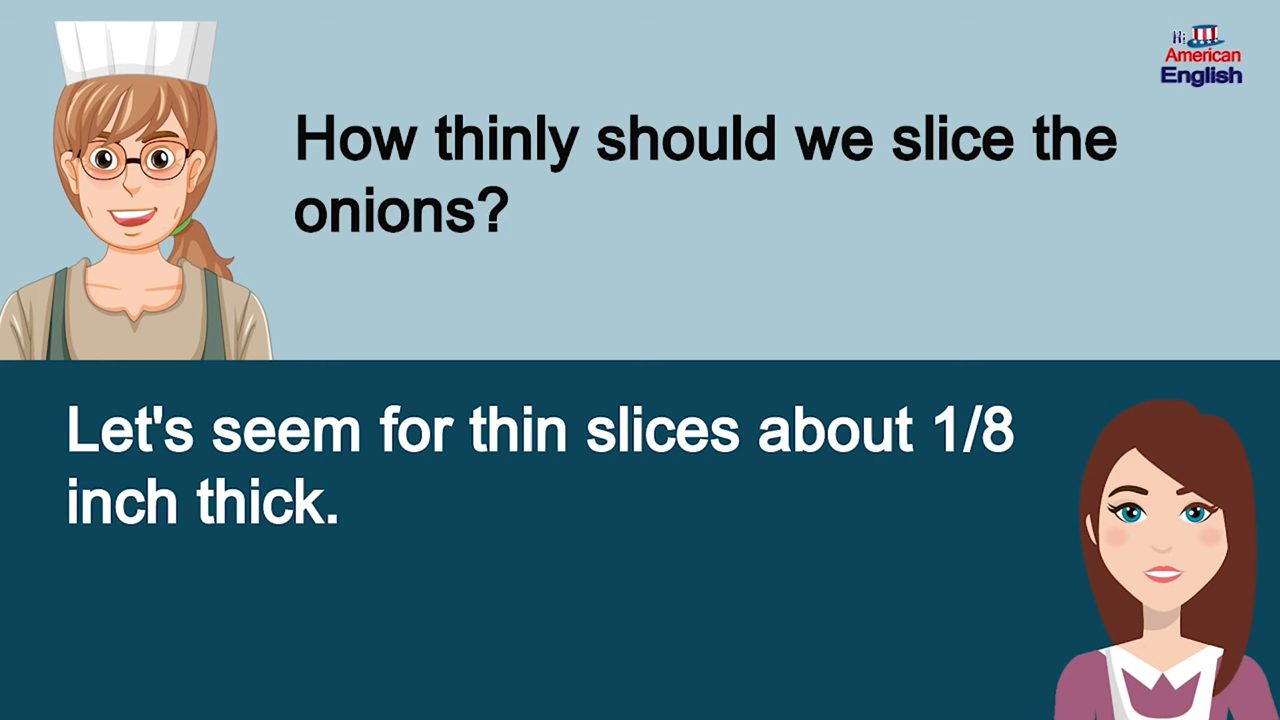 Hi
American
English
How thinly should we slice the
onions?
Let's seem for thin slices about 1/8
inch thick.